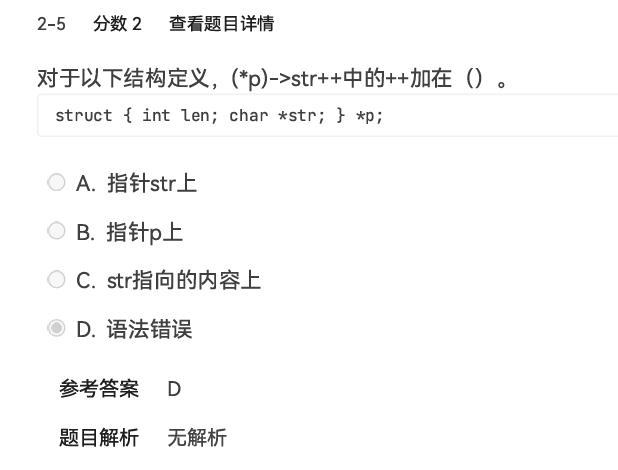 2-5 分数 2 查看题目详情
对于以下结构定义，(*p)->str++中的++加在（）。
struct { int len; char *str; } *p;
A. 指针str上
B. 指针p上
C. str指向的内容上
D. 语法错误
参考答案 D
题目解析 无解析